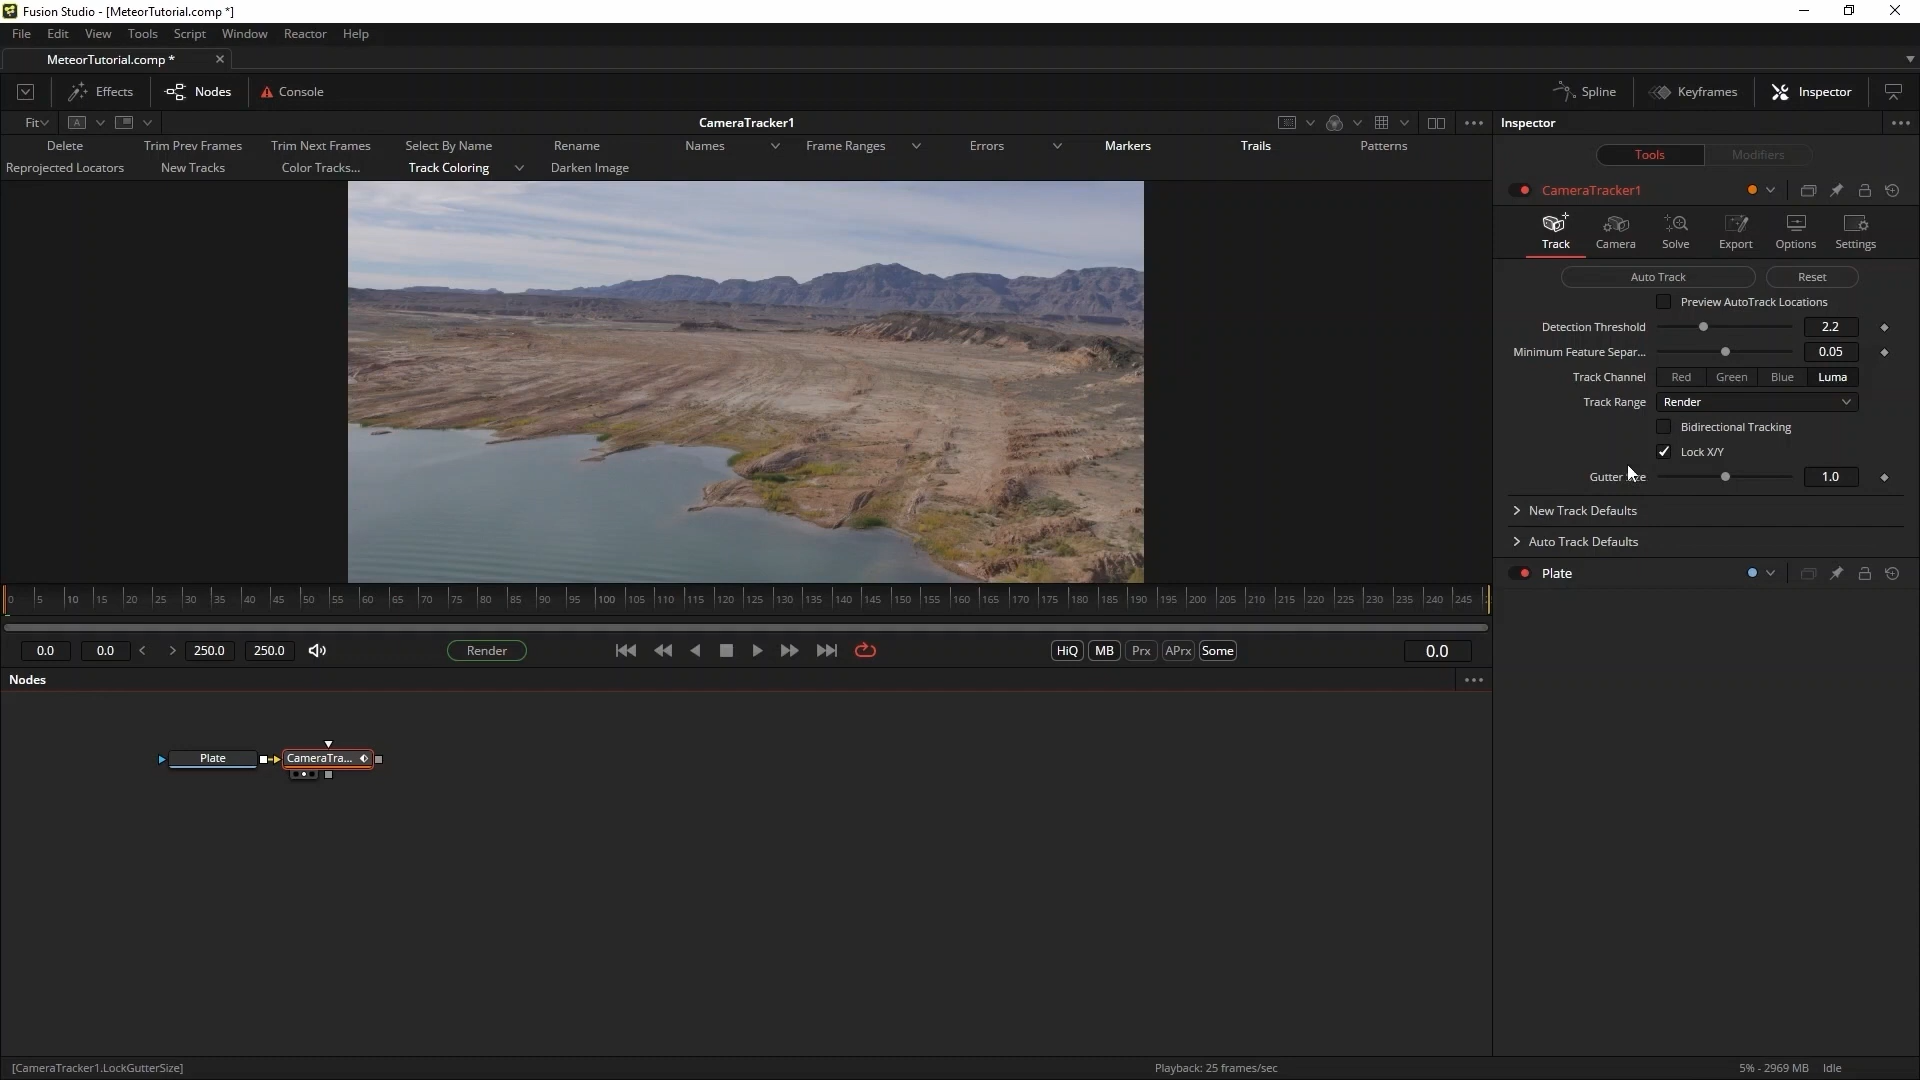 Fusion Studio - [MeteorTutorial.comp *]
File Edit View Tools Script Window Reactor Help
MeteorTutorial.comp *
Effects Nodes Console Spline Keyframes Inspector
Fit A CameraTracker1 Inspector
Delete Trim Prev Frames Trim Next Frames Select By Name Rename Names Frame Ranges Errors Markers Trails Patterns
Reprojected Locators New Tracks Color Tracks... Track Coloring Darken Image
Tools Modifiers
CameraTracker1
Track Camera Solve Export Options Settings
Auto Track Reset
Preview AutoTrack Locations
Detection Threshold 2.2
Minimum Feature Separ... 0.05
Track Channel Red Green Blue Luma
Track Range Render
Bidirectional Tracking
Lock X/Y
Gutter 1.0
New Track Defaults
Auto Track Defaults
Plate
0 5 10 15 20 25 30 35 40 45 50 55 60 65 70 75 80 85 90 95 100 105 110 115 120 125 130 135 140 145 150 155 160 165 170 175 180 185 190 195 200 205 210 215 220 225 230 235 240 245
0.0 0.0 < > 250.0 250.0 Render HiQ MB Prx APrx Some 0.0
Nodes
Plate CameraTra...
[CameraTracker1.LockGutterSize] Playback: 25 frames/sec 5% - 2969 MB Idle